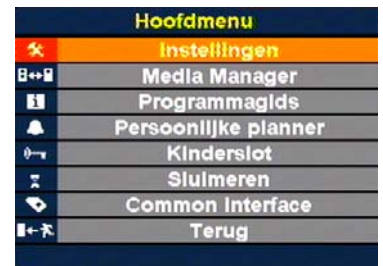 Hoofdmenu
Instellingen
Media Manager
Programmagids
Persoonlijke planner
Kinderslot
Sluimeren
Common Interface
Terug